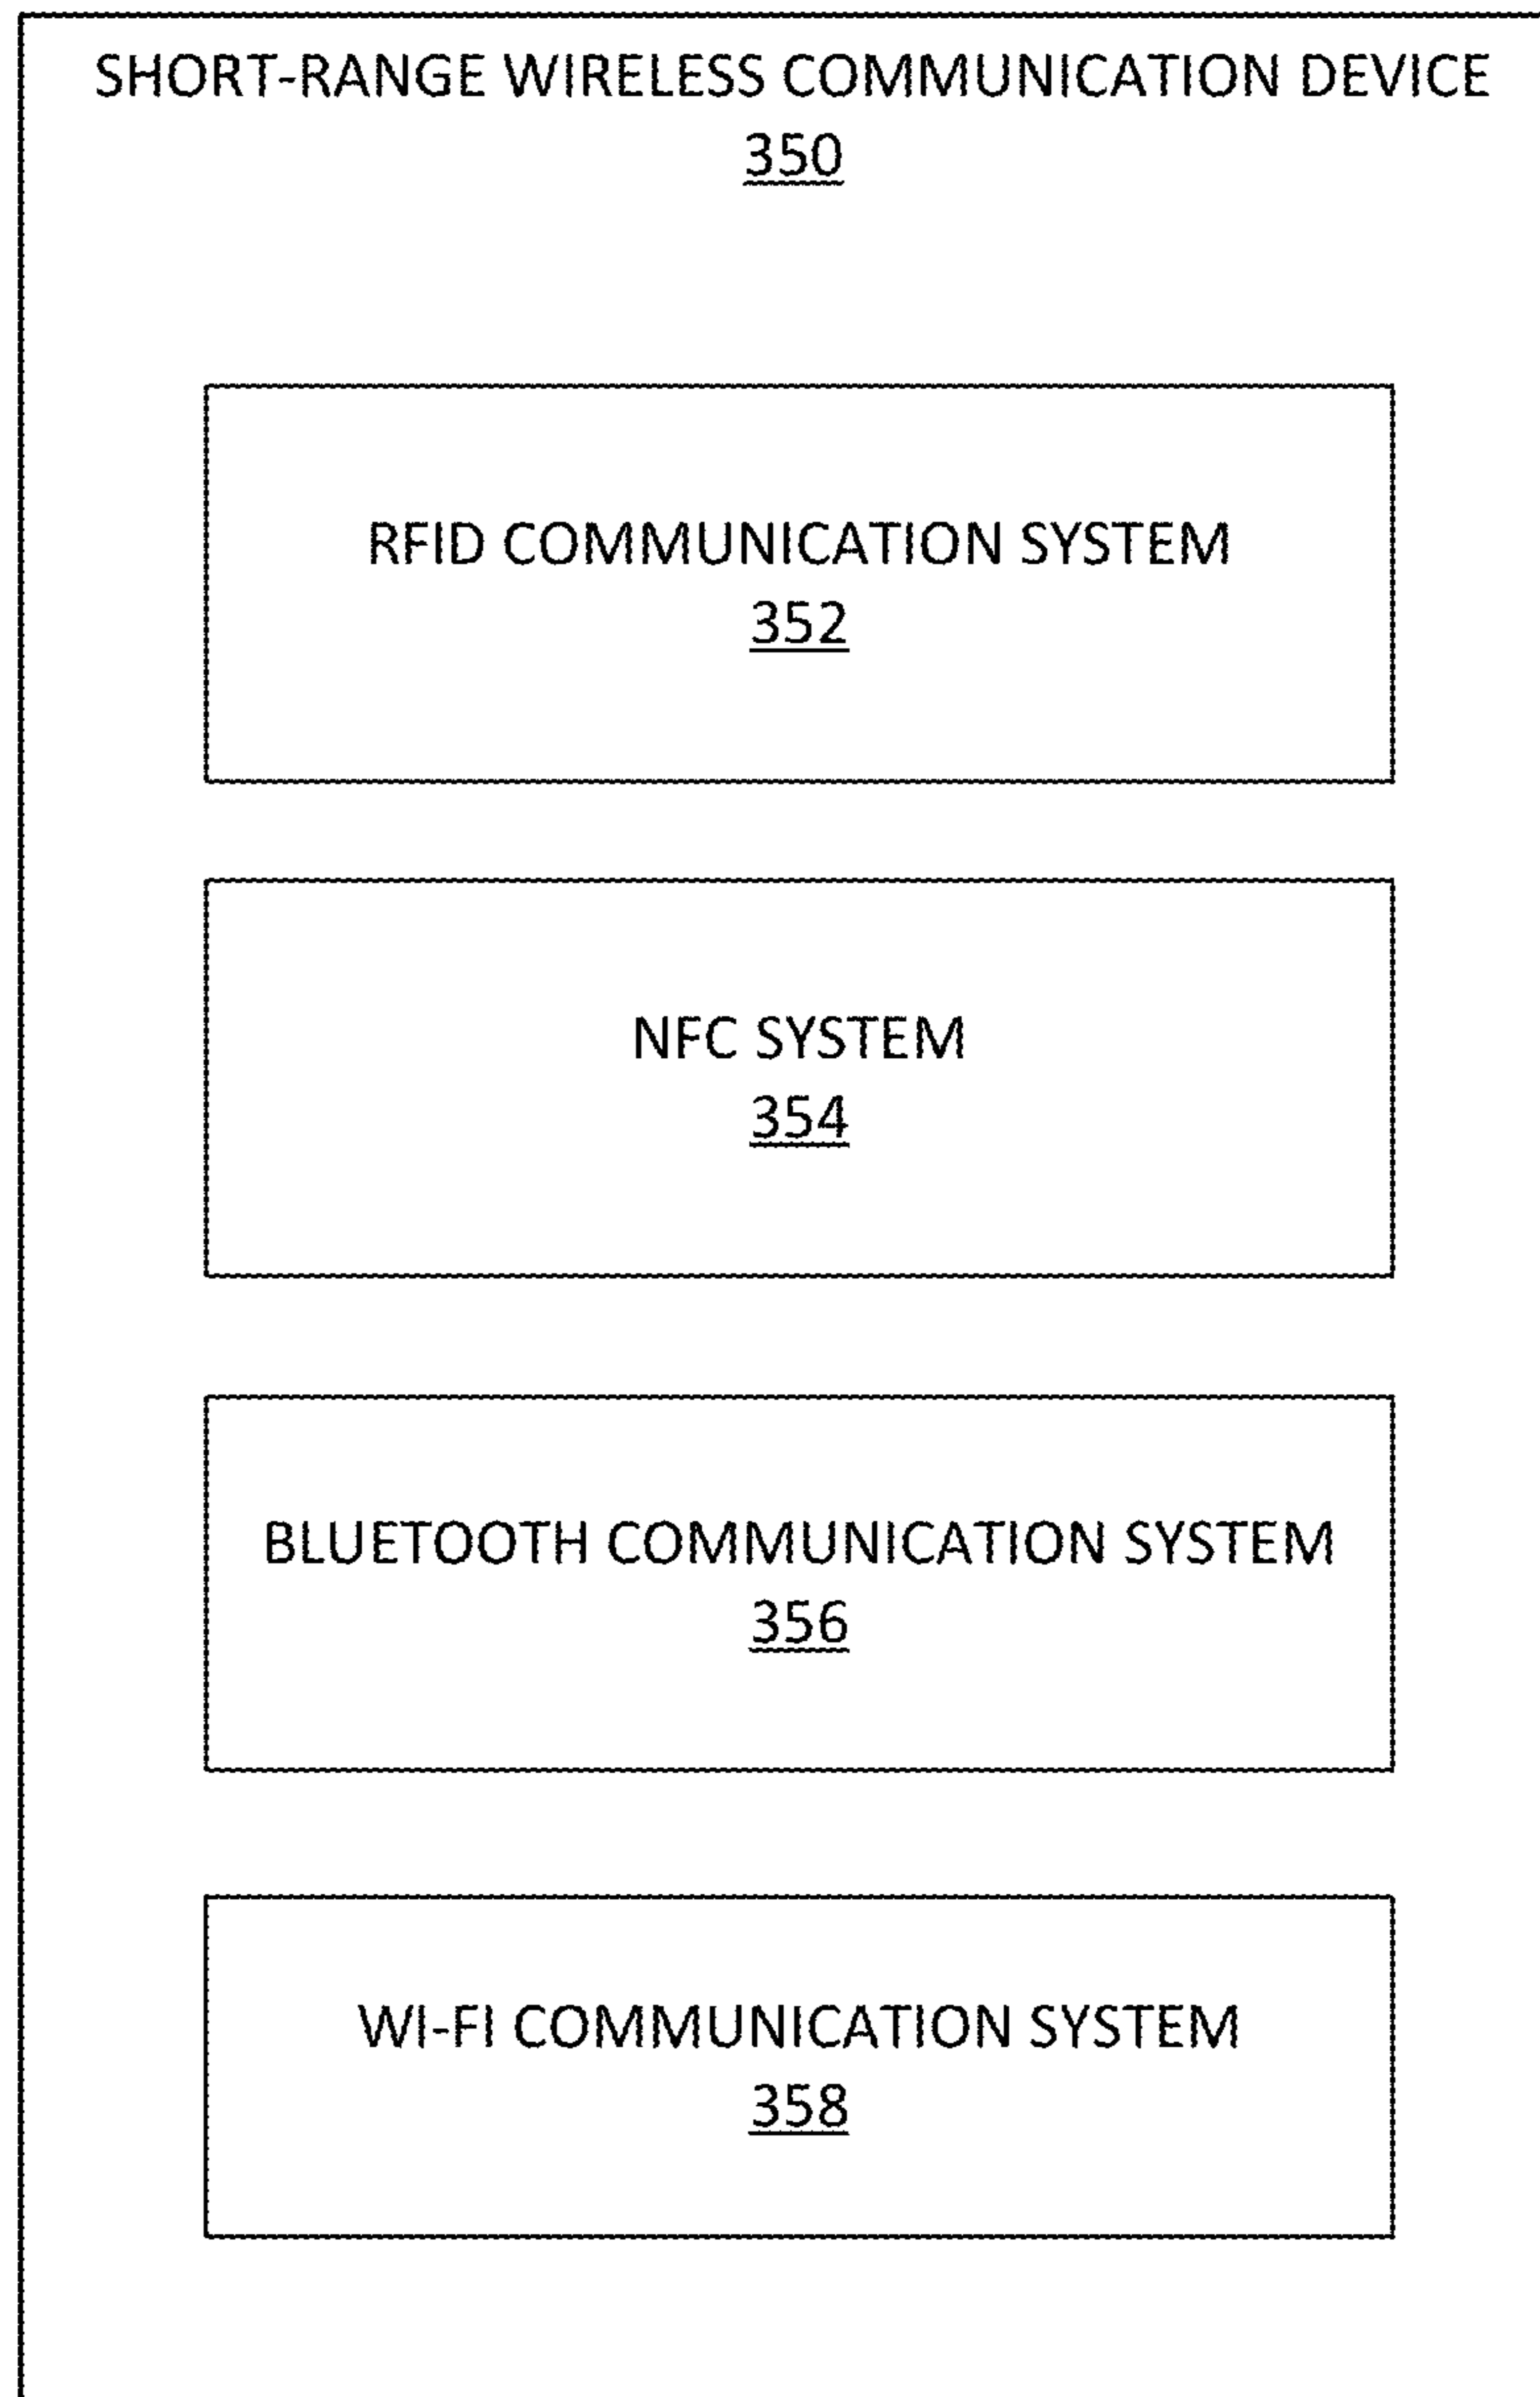 SHORT-RANGE WIRELESS COMMUNICATION DEVICE
350
RFID COMMUNICATION SYSTEM
352
NFC SYSTEM
354
BLUETOOTH COMMUNICATION SYSTEM
356
WI-FI COMMUNICATION SYSTEM
358